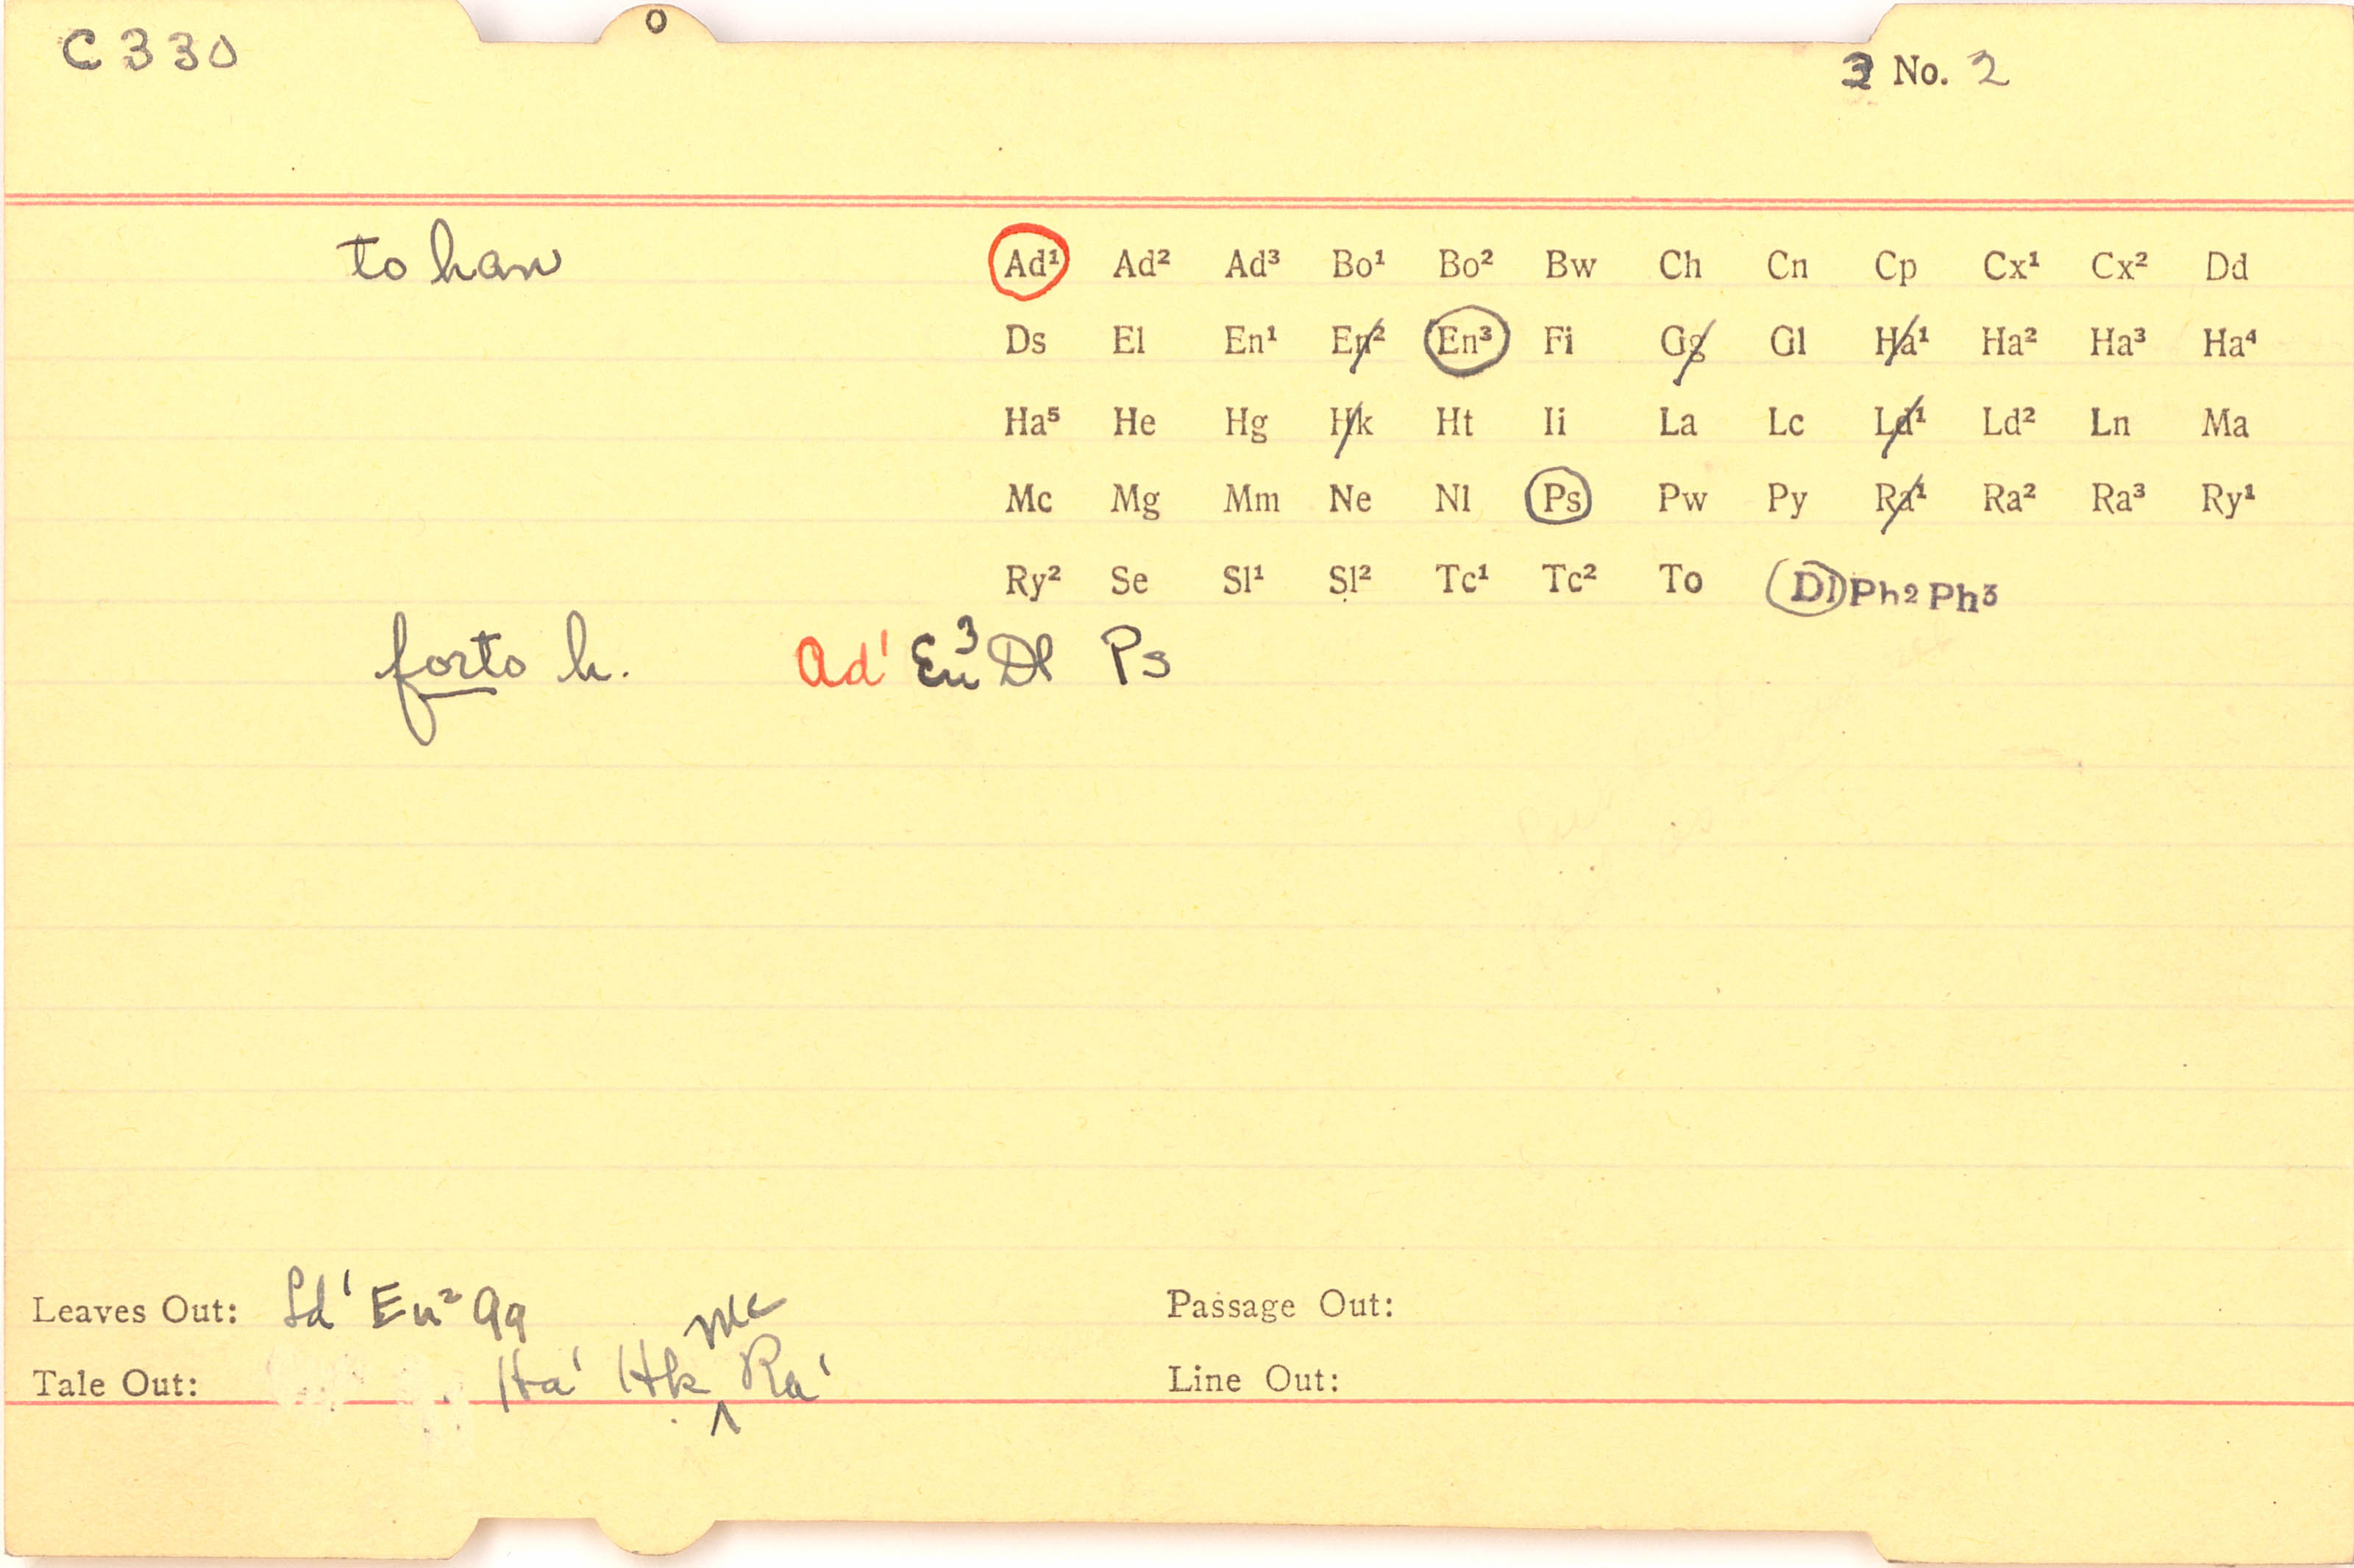 O
C 330
No. 2
to han
Ad¹ Ad² Ad³ Bo¹ Bo² Bw Ch Cn Cp Cx¹ Cx² Dd
Ds El En¹ En² En³ Fi Gg Gl Ha¹ Ha² Ha³ Ha⁴
Ha⁵ He Hg Hk Ht Ii La Lc Ld¹ Ld² Ln Ma
Mc Mg Mm Ne Nl Ps Pw Py Ra¹ Ra² Ra³ Ry¹
Ry² Se Sl¹ Sl² Tc¹ Tc² To Dl Ph2 Ph3
forto h. Ad¹ En³ Dl Ps
Leaves Out: Ld¹ En² Gg
Passage Out:
Mc
Tale Out: Ha¹ Hk ∧ Ra¹
Line Out: